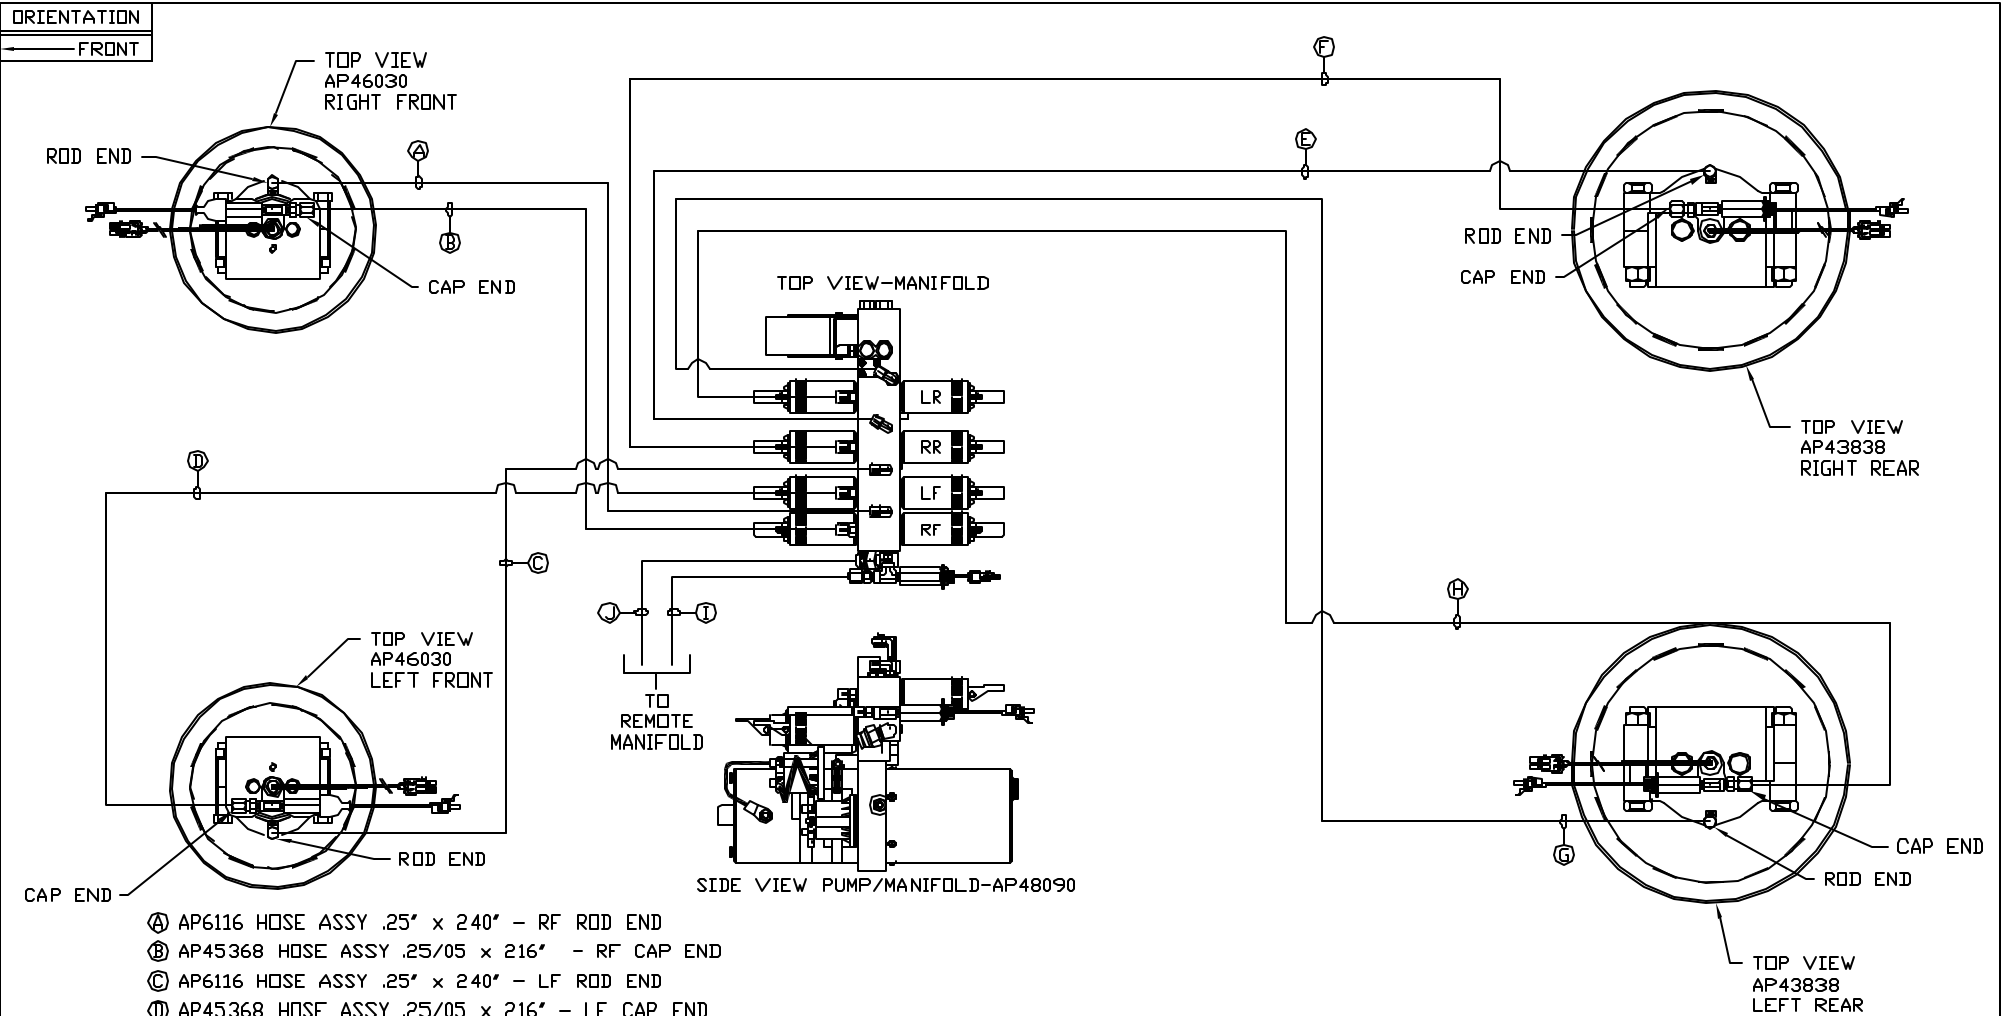 ORIENTATION
FRONT
TOP VIEW
AP46030
RIGHT FRONT
ROD END
A
B
CAP END
F
E
ROD END
CAP END
TOP VIEW
AP43838
RIGHT REAR
TOP VIEW-MANIFOLD
LR
RR
LF
RF
D
C
J
I
H
TO
REMOTE
MANIFOLD
TOP VIEW
AP46030
LEFT FRONT
ROD END
CAP END
SIDE VIEW PUMP/MANIFOLD-AP48090
G
CAP END
ROD END
TOP VIEW
AP43838
LEFT REAR
A AP6116 HOSE ASSY .25" x 240" - RF ROD END
B AP45368 HOSE ASSY .25/05 x 216" - RF CAP END
C AP6116 HOSE ASSY .25" x 240" - LF ROD END
D AP45368 HOSE ASSY .25/05 x 216" - LF CAP END